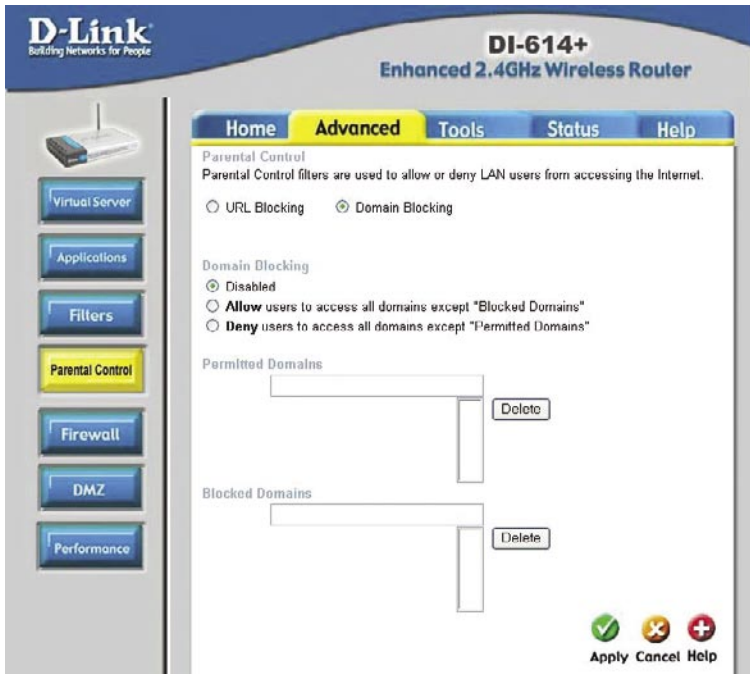 D-Link
Building Networks for People
DI-614+
Enhanced 2.4GHz Wireless Router
Home Advanced Tools Status Help
Virtual Server
Applications
Filters
Parental Control
Firewall
DMZ
Performance
Parental Control
Parental Control filters are used to allow or deny LAN users from accessing the Internet.
URL Blocking Domain Blocking
Domain Blocking
Disabled
Allow users to access all domains except "Blocked Domains"
Deny users to access all domains except "Permitted Domains"
Permitted Domains
Delete
Blocked Domains
Delete
Apply Cancel Help